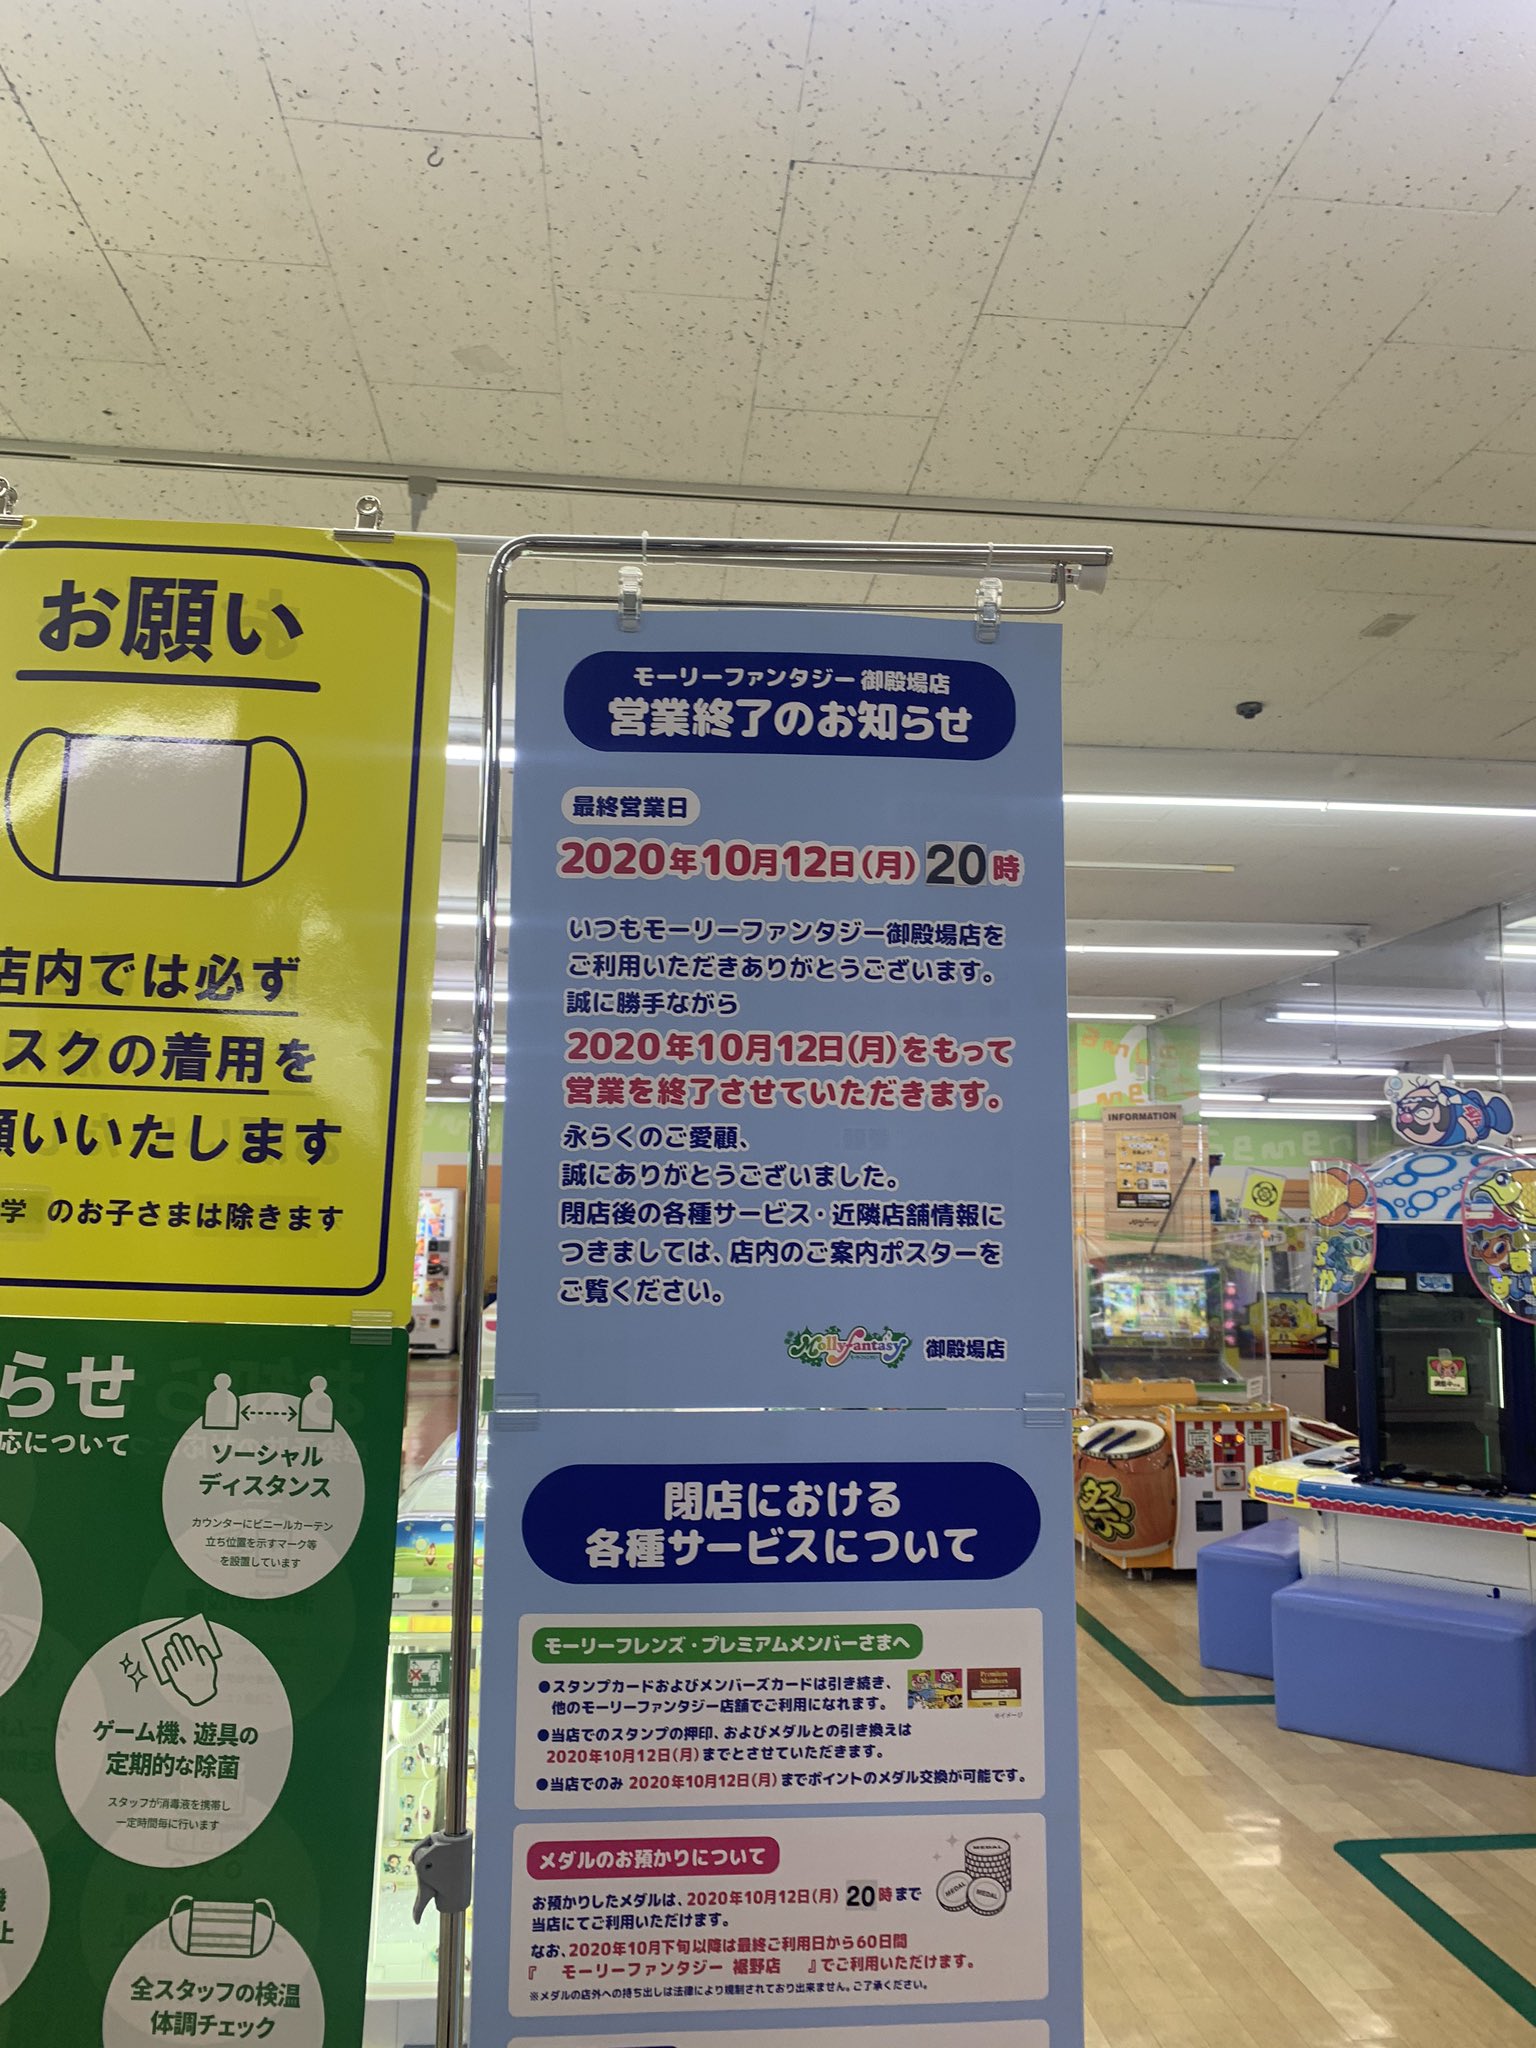 お願い
店内では必ず
スクの着用を
願いいたします
学 のお子さまは除きます
らせ
応について
ソーシャル
ディスタンス
カウンターにビニールカーテン
立ち位置を示すマーク等
を設置しています
ゲーム機、遊具の
定期的な除菌
スタッフが消毒液を携帯し
一定時間毎に行います
全スタッフの検温
体調チェック
モーリーファンタジー 御殿場店
営業終了のお知らせ
最終営業日
2020年10月12日(月) 20時
いつもモーリーファンタジー御殿場店を
ご利用いただきありがとうございます。
誠に勝手ながら
2020年10月12日(月)をもって
営業を終了させていただきます。
永らくのご愛顧、
誠にありがとうございました。
閉店後の各種サービス・近隣店舗情報に
つきましては、店内のご案内ポスターを
ご覧ください。
Mollyfantasy 御殿場店
閉店における
各種サービスについて
モーリーフレンズ・プレミアムメンバーさまへ
●スタンプカードおよびメンバーズカードは引き続き、
他のモーリーファンタジー店舗でご利用になれます。
Premium
Members
※イメージ
●当店でのスタンプの押印、およびメダルとの引き換えは
2020年10月12日(月)までとさせていただきます。
●当店でのみ 2020年10月12日(月)までポイントのメダル交換が可能です。
メダルのお預かりについて
MEDAL
MEDAL
MEDAL
お預かりしたメダルは、2020年10月12日(月) 20時まで
当店にてご利用いただけます。
なお、2020年10月下旬以降は最終ご利用日から60日間
『 モーリーファンタジー 裾野店 』でご利用いただけます。
※メダルの店外への持ち出しは法律により規制されており出来ません。ご了承ください。
INFORMATION
祭